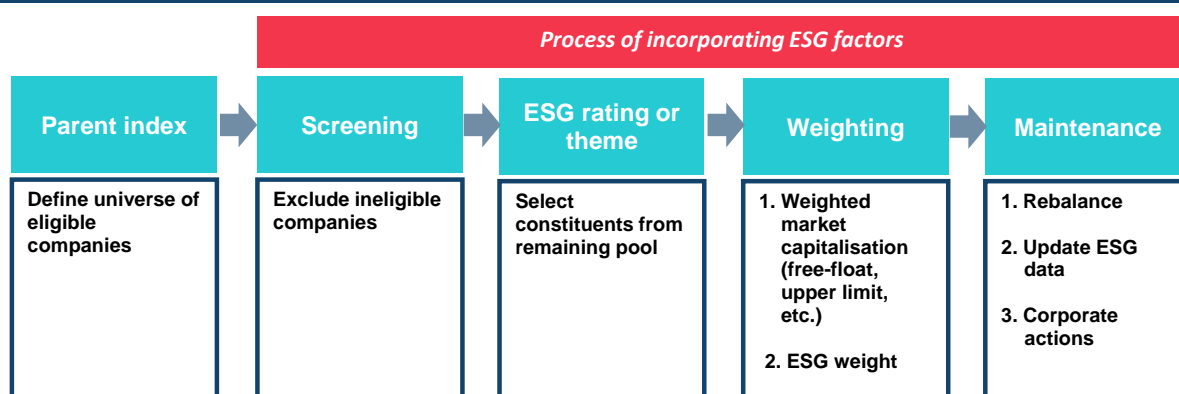 Process of incorporating ESG factors
Parent index
Screening
ESG rating or
theme
Weighting
Maintenance
Define universe of
eligible
companies
Exclude ineligible
companies
Select
constituents from
remaining pool
1. Weighted
market
capitalisation
(free-float,
upper limit,
etc.)
2. ESG weight
1. Rebalance
2. Update ESG
data
3. Corporate
actions